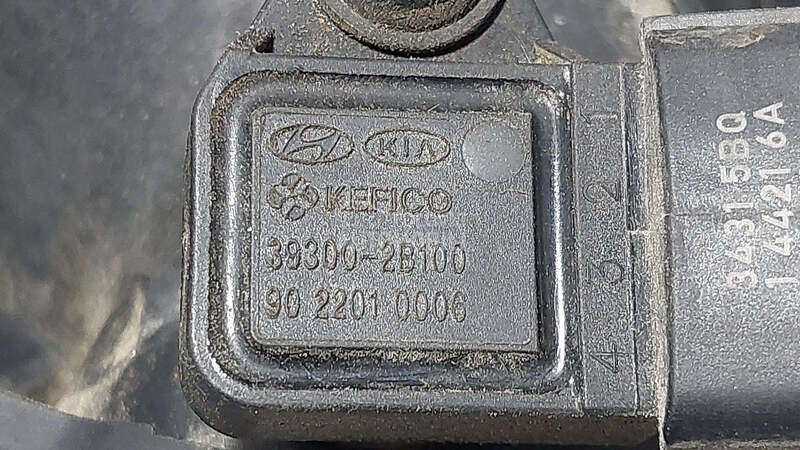 KIA
KEFICO
39300-2B100
90 2201 0006
1 2 3 4
3431 5BQ
1 44216A